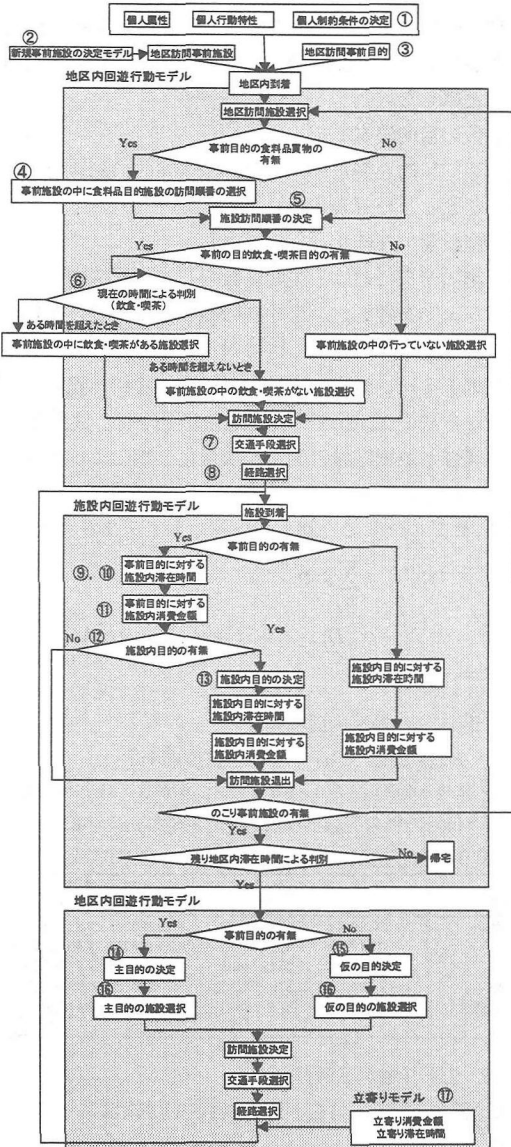 個人属性 個人行動特性 個人制約条件の決定 ①
② ③
新規事前施設の決定モデル 地区訪問事前施設 地区訪問事前目的
地区内回遊行動モデル 地区内到着
地区訪問施設選択
Yes 事前目的の食料品買物の No
有無
④
事前施設の中に食料品目的施設の訪問順番の選択 ⑤
施設訪問順番の決定
Yes 事前の目的飲食・喫茶目的の有無 No
⑥
現在の時間による判別
(飲食・喫茶)
ある時間を超えたとき
事前施設の中に飲食・喫茶がある施設選択 事前施設の中の行っていない施設選択
ある時間を超えないとき
事前施設の中の飲食・喫茶がない施設選択
訪問施設決定
⑦ 交通手段選択
⑧ 経路選択
施設内回遊行動モデル 施設到着
Yes 事前目的の有無
⑨, ⑩ 事前目的に対する
施設内滞在時間
⑪ 事前目的に対する
施設内消費金額
No ⑫ Yes
施設内目的の有無
⑬ 施設内目的の決定 施設内目的に対する
施設内滞在時間
施設内目的に対する
施設内滞在時間
施設内目的に対する
施設内消費金額 施設内目的に対する
施設内消費金額
訪問施設退出
のこり事前施設の有無
Yes
残り地区内滞在時間による判別 No 帰宅
Yes
地区内回遊行動モデル
Yes 事前目的の有無 No
⑭ ⑮
主目的の決定 仮の目的決定
⑯ ⑯
主目的の施設選択 仮の目的の施設選択
訪問施設決定
交通手段選択
経路選択 立寄りモデル ⑰
立寄り消費金額
立寄り滞在時間